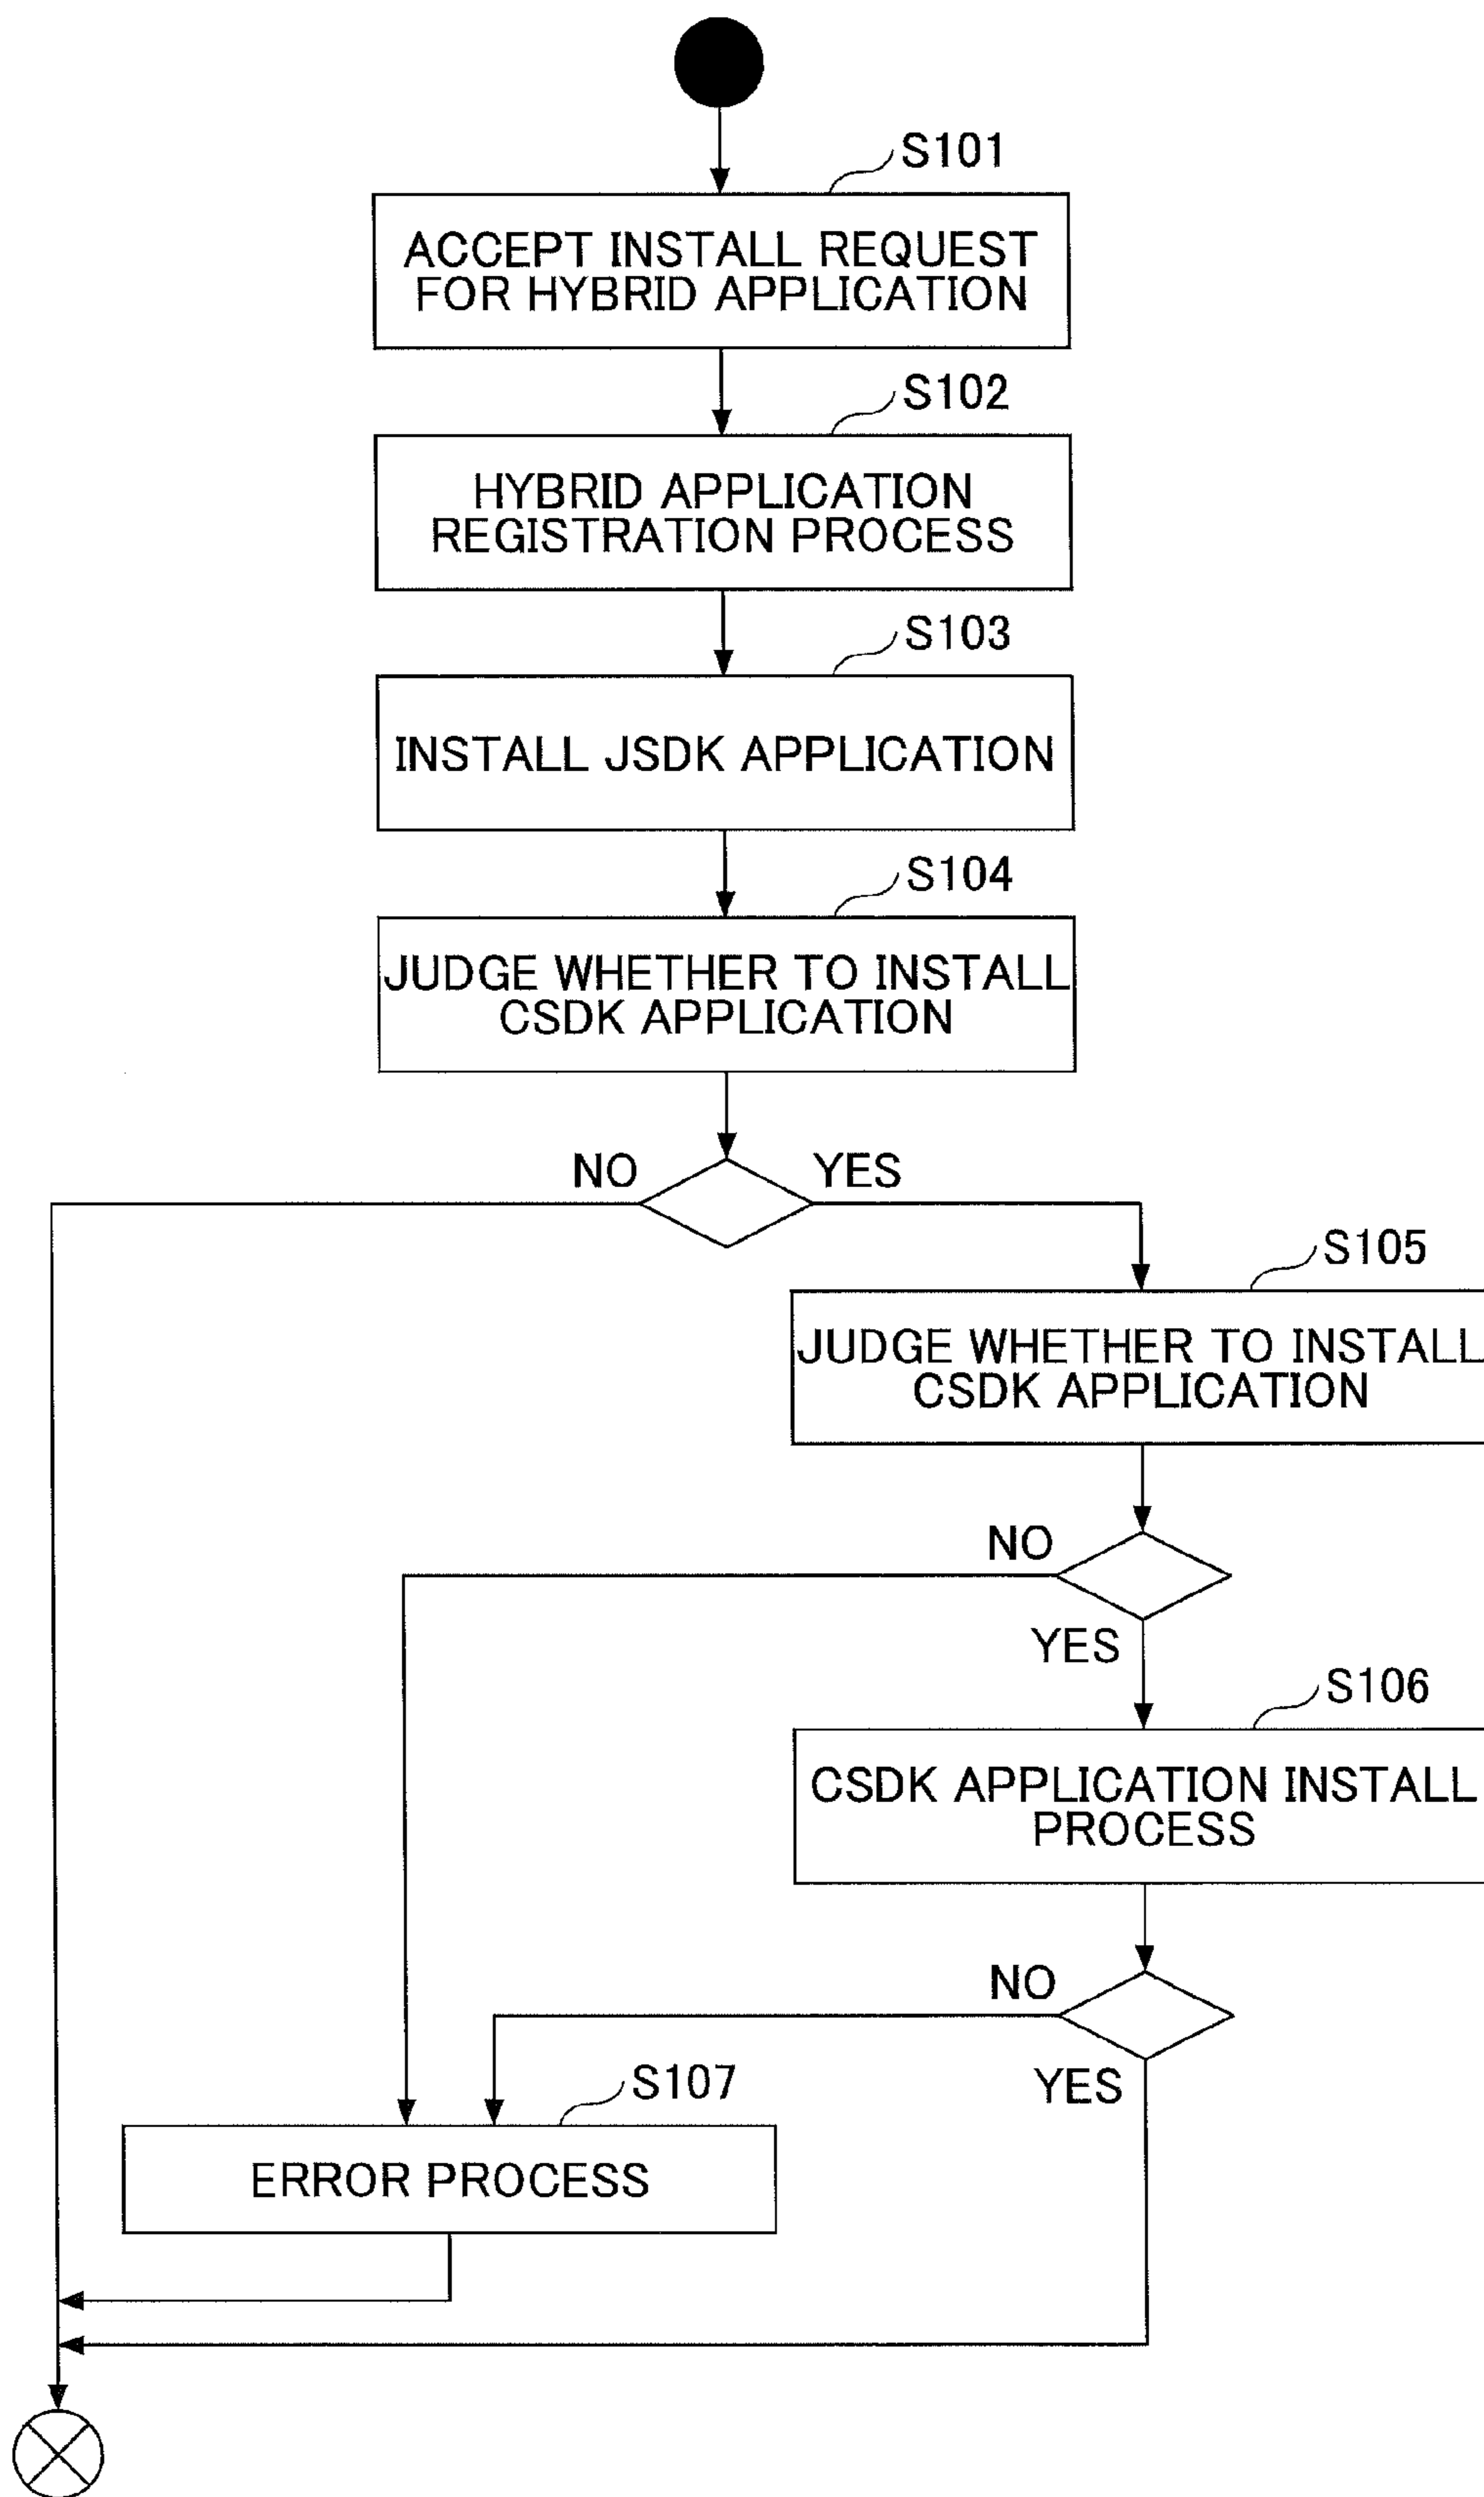 S101
ACCEPT INSTALL REQUEST
FOR HYBRID APPLICATION
S102
HYBRID APPLICATION
REGISTRATION PROCESS
S103
INSTALL JSDK APPLICATION
S104
JUDGE WHETHER TO INSTALL
CSDK APPLICATION
NO
YES
S105
JUDGE WHETHER TO INSTALL
CSDK APPLICATION
NO
YES
S106
CSDK APPLICATION INSTALL
PROCESS
NO
YES
S107
ERROR PROCESS